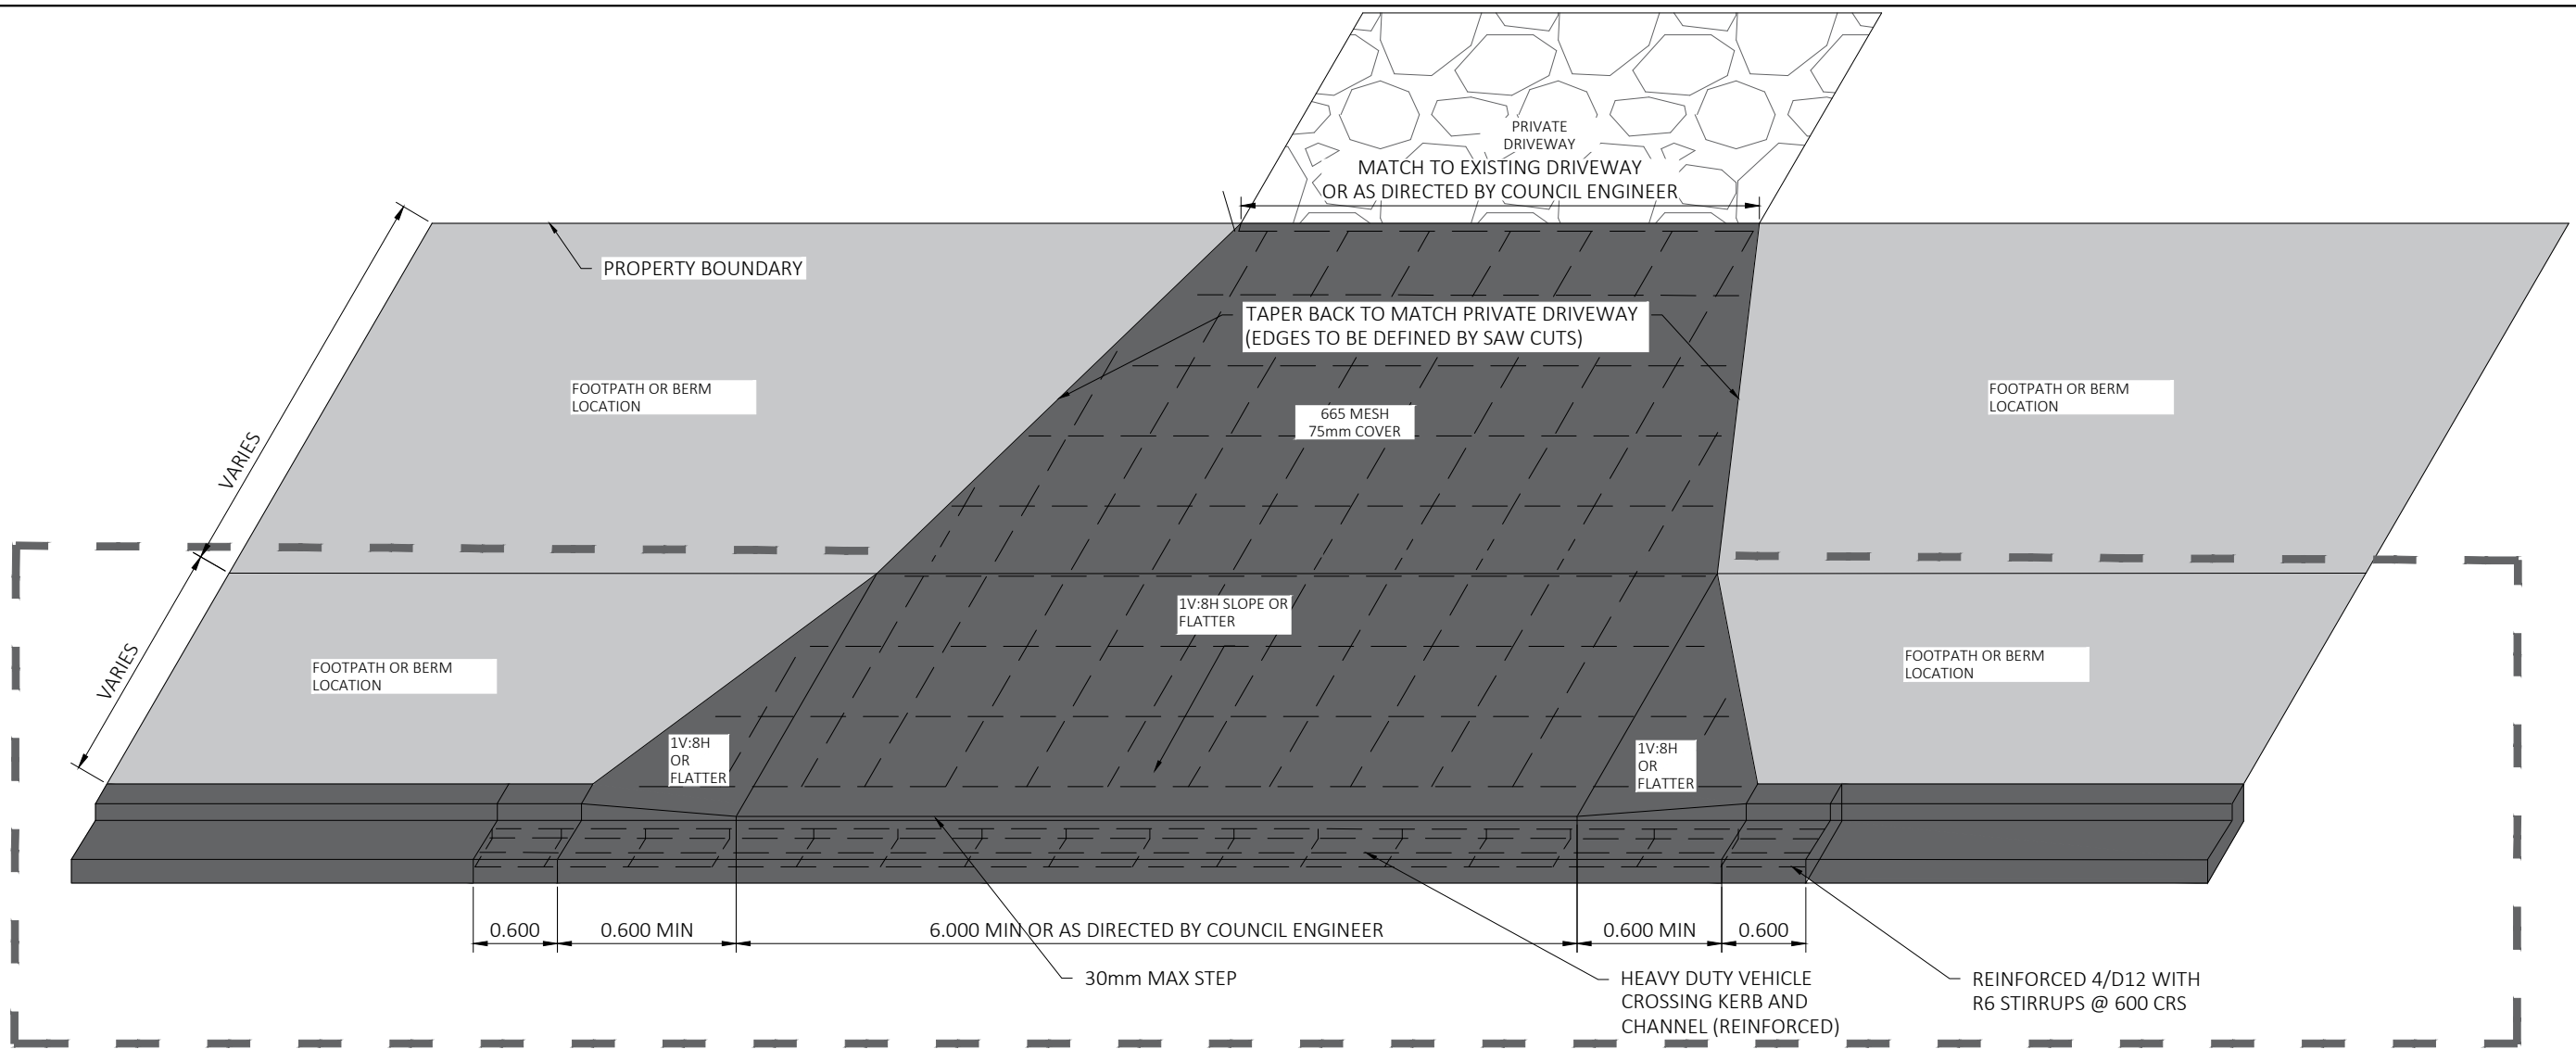 PRIVATE
DRIVEWAY
MATCH TO EXISTING DRIVEWAY
OR AS DIRECTED BY COUNCIL ENGINEER
PROPERTY BOUNDARY
TAPER BACK TO MATCH PRIVATE DRIVEWAY
(EDGES TO BE DEFINED BY SAW CUTS)
FOOTPATH OR BERM
LOCATION
665 MESH
75mm COVER
FOOTPATH OR BERM
LOCATION
VARIES
1V:8H SLOPE OR
FLATTER
VARIES
FOOTPATH OR BERM
LOCATION
FOOTPATH OR BERM
LOCATION
1V:8H
OR
FLATTER
1V:8H
OR
FLATTER
0.600
0.600 MIN
6.000 MIN OR AS DIRECTED BY COUNCIL ENGINEER
0.600 MIN
0.600
30mm MAX STEP
HEAVY DUTY VEHICLE
CROSSING KERB AND
CHANNEL (REINFORCED)
REINFORCED 4/D12 WITH
R6 STIRRUPS @ 600 CRS